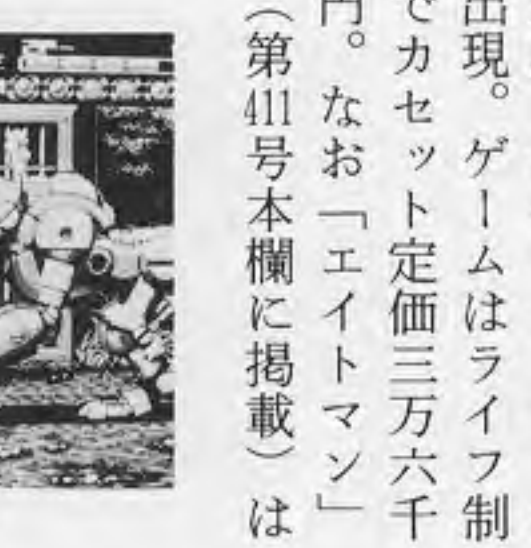 出現。ゲームはライフ制
でカセット定価三万六千
円。なお「エイトマン」
（第411号本欄に掲載）は